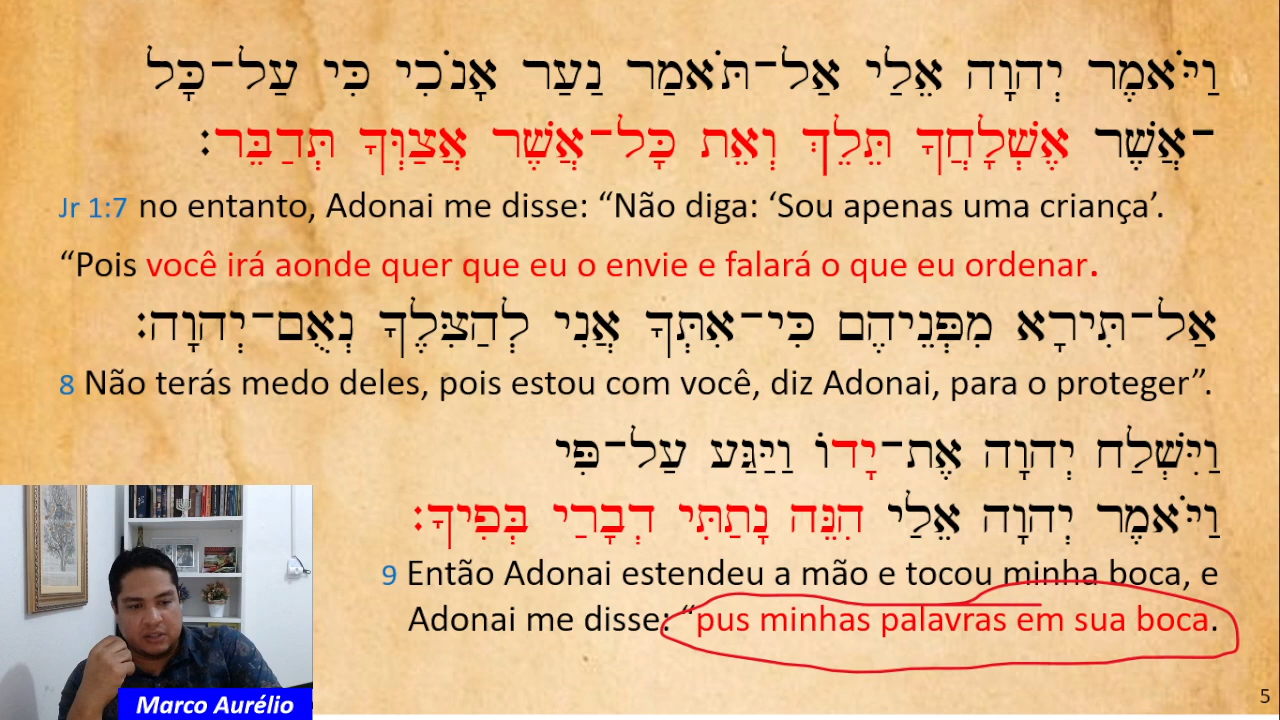 וַיֹּאמֶר יְהוָה אֵלַי אַל־תֹּאמַר נַעַר אָנֹכִי כִּי עַל־כָּל
־אֲשֶׁר אֶשְׁלָחֲךָ תֵּלֵךְ וְאֵת כָּל־אֲשֶׁר אֲצַוְּךָ תְּדַבֵּר׃
Jr 1:7 no entanto, Adonai me disse: “Não diga: ‘Sou apenas uma criança’.
“Pois você irá aonde quer que eu o envie e falará o que eu ordenar.
אַל־תִּירָא מִפְּנֵיהֶם כִּי־אִתְּךָ אֲנִי לְהַצִּלֶךָ נְאֻם־יְהוָה׃
8 Não terás medo deles, pois estou com você, diz Adonai, para o proteger”.
וַיִּשְׁלַח יְהוָה אֶת־יָדוֹ וַיַּגַּע עַל־פִּי
וַיֹּאמֶר יְהוָה אֵלַי הִנֵּה נָתַתִּי דְבָרַי בְּפִיךָ׃
9 Então Adonai estendeu a mão e tocou minha boca, e
Adonai me disse: “pus minhas palavras em sua boca.
Marco Aurélio
5